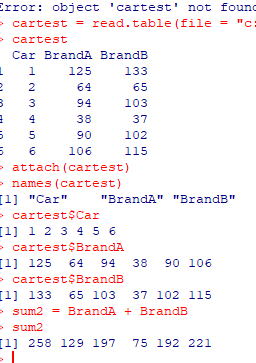 Error: object 'cartest' not found
> cartest = read.table(file = "c:
> cartest
Car BrandA BrandB
1 1 125 133
2 2 64 65
3 3 94 103
4 4 38 37
5 5 90 102
6 6 106 115
> attach(cartest)
> names(cartest)
[1] "Car" "BrandA" "BrandB"
> cartest$Car
[1] 1 2 3 4 5 6
> cartest$BrandA
[1] 125 64 94 38 90 106
> cartest$BrandB
[1] 133 65 103 37 102 115
> sum2 = BrandA + BrandB
> sum2
[1] 258 129 197 75 192 221
>